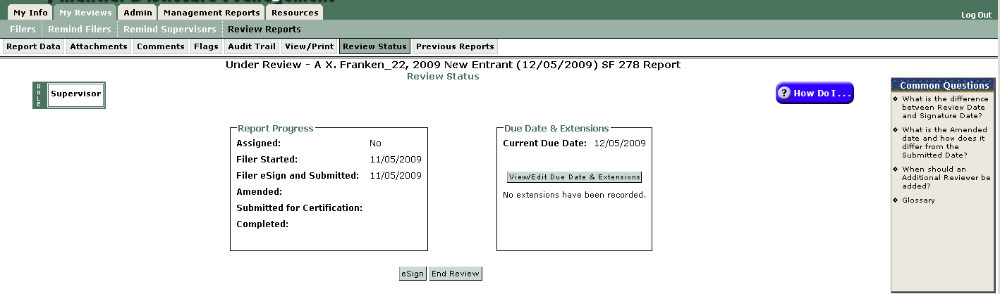 My Info My Reviews Admin Management Reports Resources Log Out
Filers Remind Filers Remind Supervisors Review Reports
Report Data Attachments Comments Flags Audit Trail View/Print Review Status Previous Reports
Under Review - A X. Franken_22, 2009 New Entrant (12/05/2009) SF 278 Report
Review Status
ROLE Supervisor
? How Do I...
Report Progress
Assigned: No
Filer Started: 11/05/2009
Filer eSign and Submitted: 11/05/2009
Amended:
Submitted for Certification:
Completed:
Due Date & Extensions
Current Due Date: 12/05/2009
View/Edit Due Date & Extensions
No extensions have been recorded.
eSign End Review
Common Questions
What is the difference
between Review Date
and Signature Date?
What is the Amended
date and how does it
differ from the
Submitted Date?
When should an
Additional Reviewer be
added?
Glossary